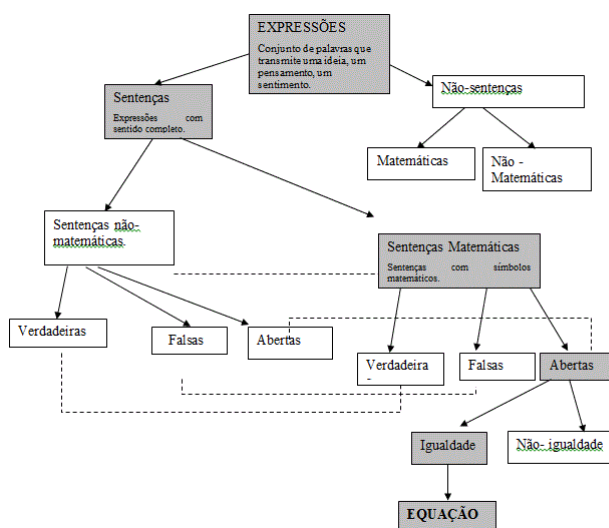 EXPRESSÕES
Conjunto de palavras que
transmite uma ideia, um
pensamento, um
sentimento.
Sentenças
Expressões com
sentido completo.
Não-sentenças
Matemáticas
Não -
Matemáticas
Sentenças não-
matemáticas.
Sentenças Matemáticas
Sentenças com símbolos
matemáticos.
Verdadeiras
Falsas
Abertas
Verdadeira
Falsas
Abertas
Igualdade
Não- igualdade
EQUAÇÃO